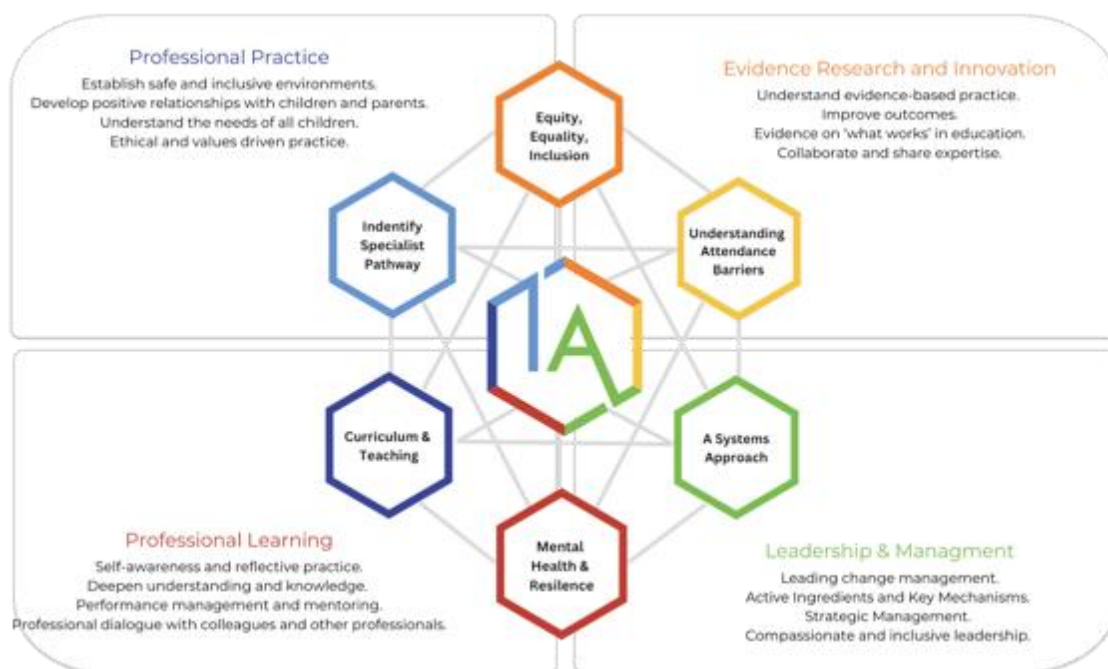 Professional Practice
Establish safe and inclusive environments.
Develop positive relationships with children and parents.
Understand the needs of all children.
Ethical and values driven practice.
Evidence Research and Innovation
Understand evidence-based practice.
Improve outcomes.
Evidence on 'what works' in education.
Collaborate and share expertise.
Equity,
Equality,
Inclusion
Indentify
Specialist
Pathway
Understanding
Attendance
Barriers
1A
Curriculum &
Teaching
A Systems
Approach
Mental
Health &
Resilence
Professional Learning
Self-awareness and reflective practice.
Deepen understanding and knowledge.
Performance management and mentoring.
Professional dialogue with colleagues and other professionals.
Leadership & Managment
Leading change management.
Active Ingredients and Key Mechanisms.
Strategic Management.
Compassionate and inclusive leadership.